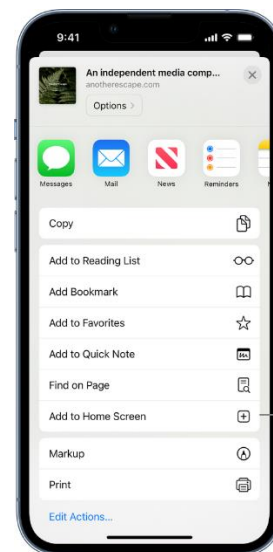 9:41
An independent media comp...
anotherescape.com
Options
Messages Mail News Reminders
Copy
Add to Reading List
Add Bookmark
Add to Favorites
Add to Quick Note
Find on Page
Add to Home Screen
Markup
Print
Edit Actions...